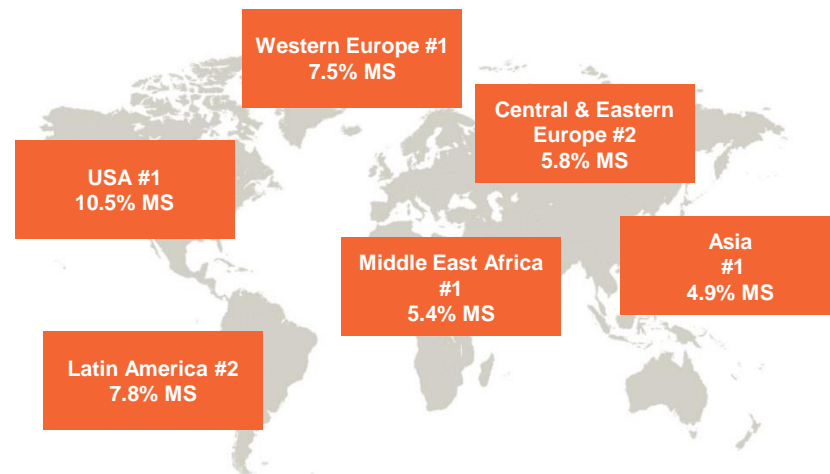 Western Europe #1
7.5% MS
Central & Eastern
Europe #2
5.8% MS
USA #1
10.5% MS
Asia
#1
4.9% MS
Middle East Africa
#1
5.4% MS
Latin America #2
7.8% MS